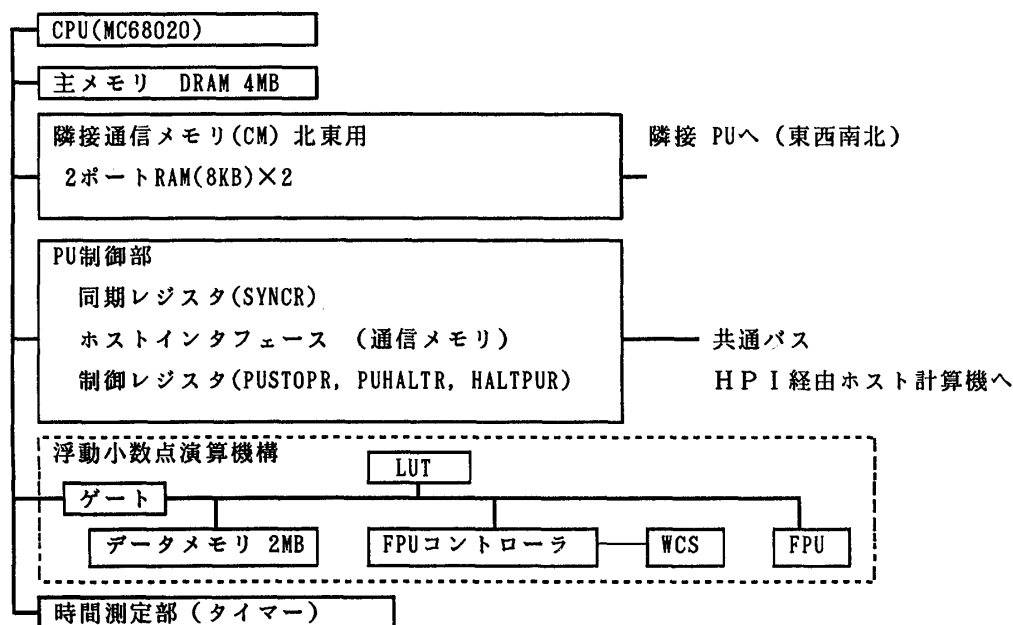 CPU(MC68020)
主メモリ DRAM 4MB
隣接通信メモリ(CM) 北東用
2ポートRAM(8KB)×2
隣接 PUへ (東西南北)
PU制御部
同期レジスタ(SYNCR)
ホストインタフェース (通信メモリ)
制御レジスタ(PUSTOPR, PUHALTR, HALTPUR)
共通バス
HPI経由ホスト計算機へ
浮動小数点演算機構
LUT
ゲート
データメモリ 2MB
FPUコントローラ
WCS
FPU
時間測定部(タイマー)